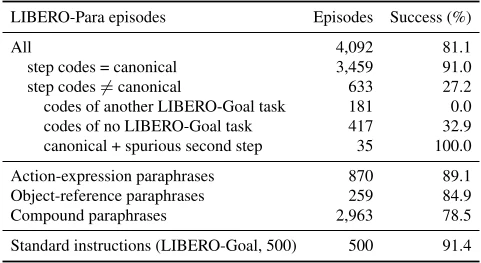 LIBERO-Para episodes Episodes Success (%)
All 4,092 81.1
step codes = canonical 3,459 91.0
step codes ≠ canonical 633 27.2
codes of another LIBERO-Goal task 181 0.0
codes of no LIBERO-Goal task 417 32.9
canonical + spurious second step 35 100.0
Action-expression paraphrases 870 89.1
Object-reference paraphrases 259 84.9
Compound paraphrases 2,963 78.5
Standard instructions (LIBERO-Goal, 500) 500 91.4